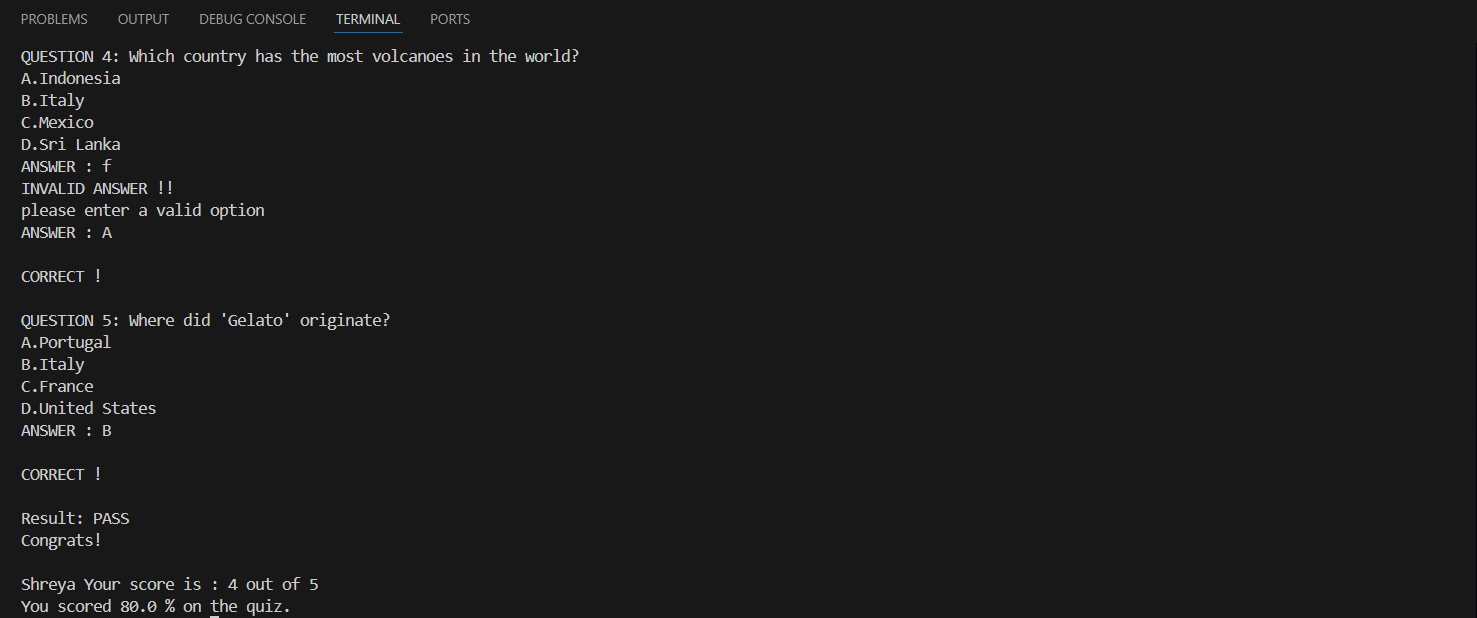 PROBLEMS OUTPUT DEBUG CONSOLE TERMINAL PORTS
QUESTION 4: Which country has the most volcanoes in the world?
A.Indonesia
B.Italy
C.Mexico
D.Sri Lanka
ANSWER : f
INVALID ANSWER !!
please enter a valid option
ANSWER : A
CORRECT !
QUESTION 5: Where did 'Gelato' originate?
A.Portugal
B.Italy
C.France
D.United States
ANSWER : B
CORRECT !
Result: PASS
Congrats!
Shreya Your score is : 4 out of 5
You scored 80.0 % on the quiz.